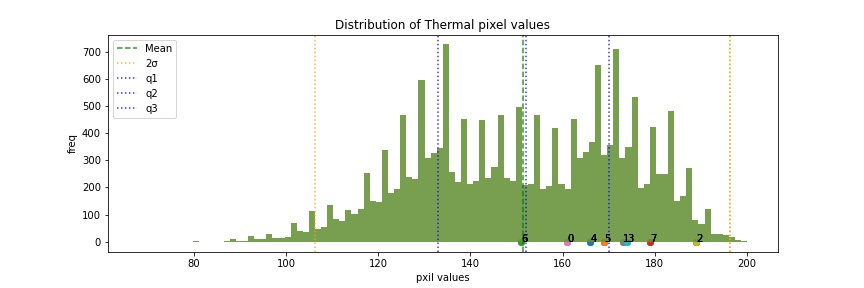 Distribution of Thermal pixel values
Mean
2σ
q1
q2
q3
freq
700
600
500
400
300
200
100
0
6 0 4 5 13 7 2
80 100 120 140 160 180 200
pxil values